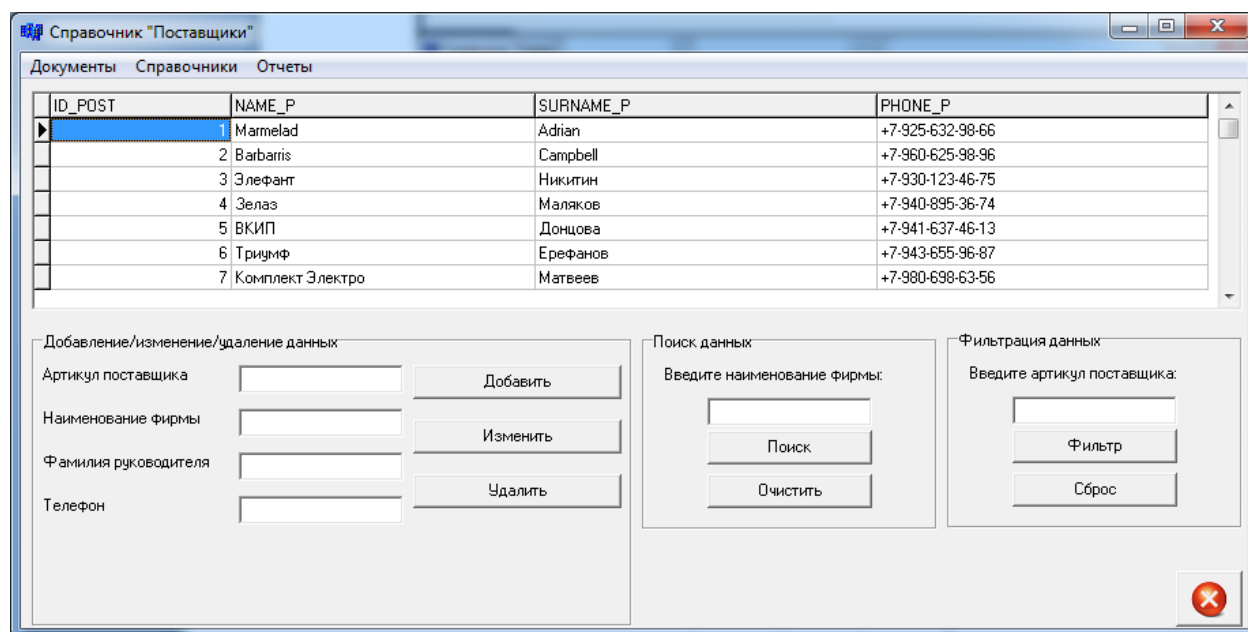 Справочник "Поставщики"
Документы Справочники Отчеты
ID_POST NAME_P SURNAME_P PHONE_P
1 Marmelad Adrian +7-925-632-98-66
2 Barbarris Campbell +7-960-625-98-96
3 Элефант Никитин +7-930-123-46-75
4 Зелаз Маляков +7-940-895-36-74
5 ВКИП Донцова +7-941-637-46-13
6 Триумф Ерефанов +7-943-655-96-87
7 Комплект Электро Матвеев +7-980-698-63-56
Добавление/изменение/удаление данных Поиск данных Фильтрация данных
Артикул поставщика Добавить Введите наименование фирмы: Введите артикул поставщика:
Наименование фирмы Изменить Поиск Фильтр
Фамилия руководителя Удалить Очистить Сброс
Телефон